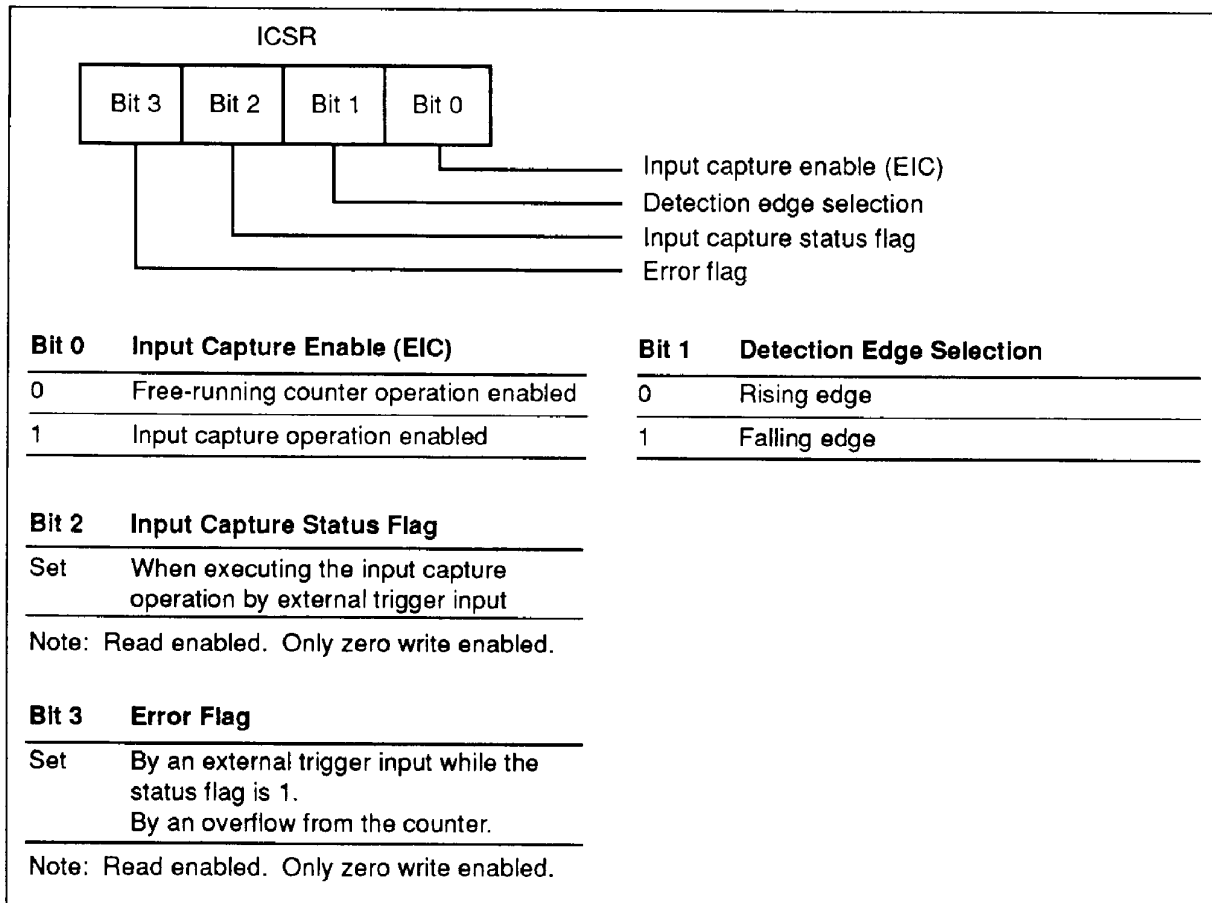 ICSR
Bit 3 Bit 2 Bit 1 Bit 0
Input capture enable (EIC)
Detection edge selection
Input capture status flag
Error flag
Bit 0 Input Capture Enable (EIC)
0 Free-running counter operation enabled
1 Input capture operation enabled
Bit 1 Detection Edge Selection
0 Rising edge
1 Falling edge
Bit 2 Input Capture Status Flag
Set When executing the input capture
operation by external trigger input
Note: Read enabled. Only zero write enabled.
Bit 3 Error Flag
Set By an external trigger input while the
status flag is 1.
By an overflow from the counter.
Note: Read enabled. Only zero write enabled.